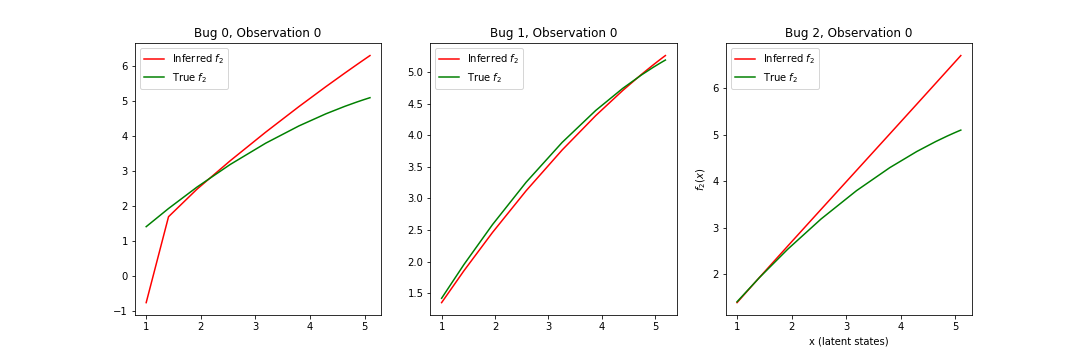 Bug 0, Observation 0
Inferred f₂
True f₂
6
5
4
3
2
1
0
−1
1 2 3 4 5
Bug 1, Observation 0
Inferred f₂
True f₂
5.0
4.5
4.0
3.5
3.0
2.5
2.0
1.5
1 2 3 4 5
Bug 2, Observation 0
Inferred f₂
True f₂
f₂(x)
6
5
4
3
2
1 2 3 4 5
x (latent states)